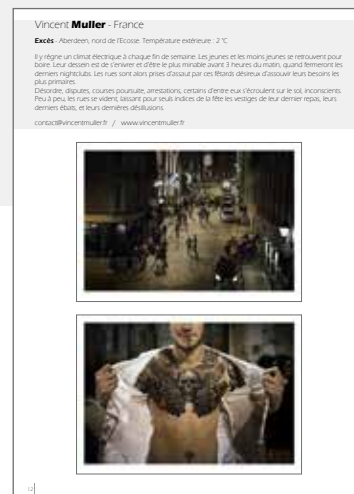 Vincent Muller - France
Excès - Aberdeen, nord de l'Ecosse. Température extérieure : 2 °C
Il y règne un climat électrique à chaque fin de semaine. Les jeunes et les moins jeunes se retrouvent pour
boire. Leur dessein est de s'enivrer et d'être le plus minable avant 3 heures du matin, quand fermeront les
derniers nightclubs. Les rues sont alors prises d'assaut par ces fêtards désireux d'assouvir leurs besoins les
plus primaires.
Désordre, disputes, courses poursuite, arrestations, certains d'entre eux s'écroulent sur le sol, inconscients.
Peu à peu, les rues se vident, laissant pour seuls indices de la fête les vestiges de leur dernier repas, leurs
derniers ébats, et leurs dernières désillusions.
contact@vincentmuller.fr / www.vincentmuller.fr
12